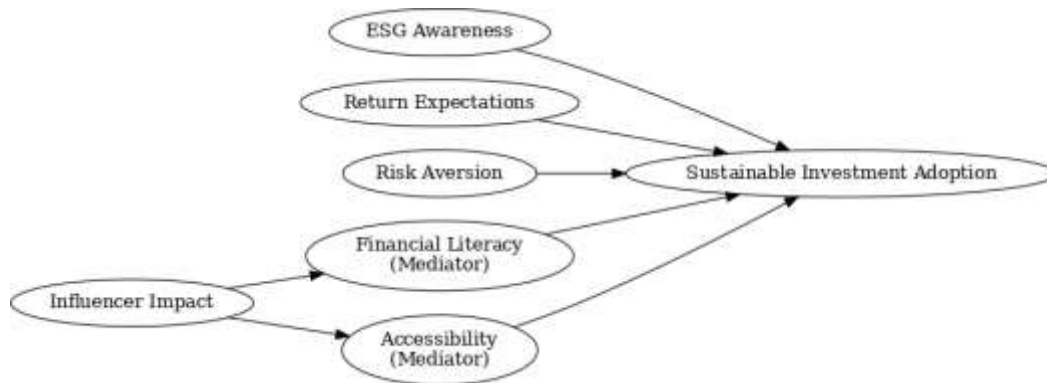 ESG Awareness
Return Expectations
Risk Aversion
Sustainable Investment Adoption
Financial Literacy
(Mediator)
Influencer Impact
Accessibility
(Mediator)